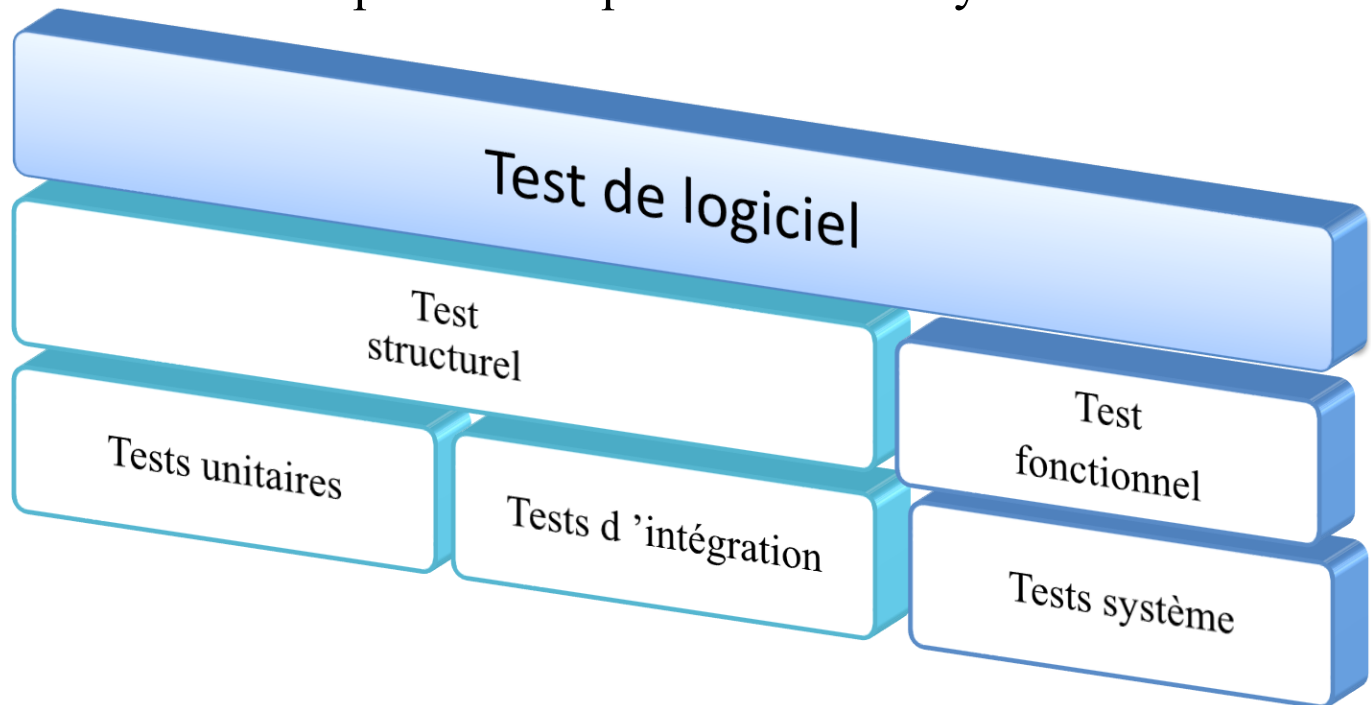 Test de logiciel
Test
structurel
Test
fonctionnel
Tests unitaires
Tests d ’intégration
Tests système